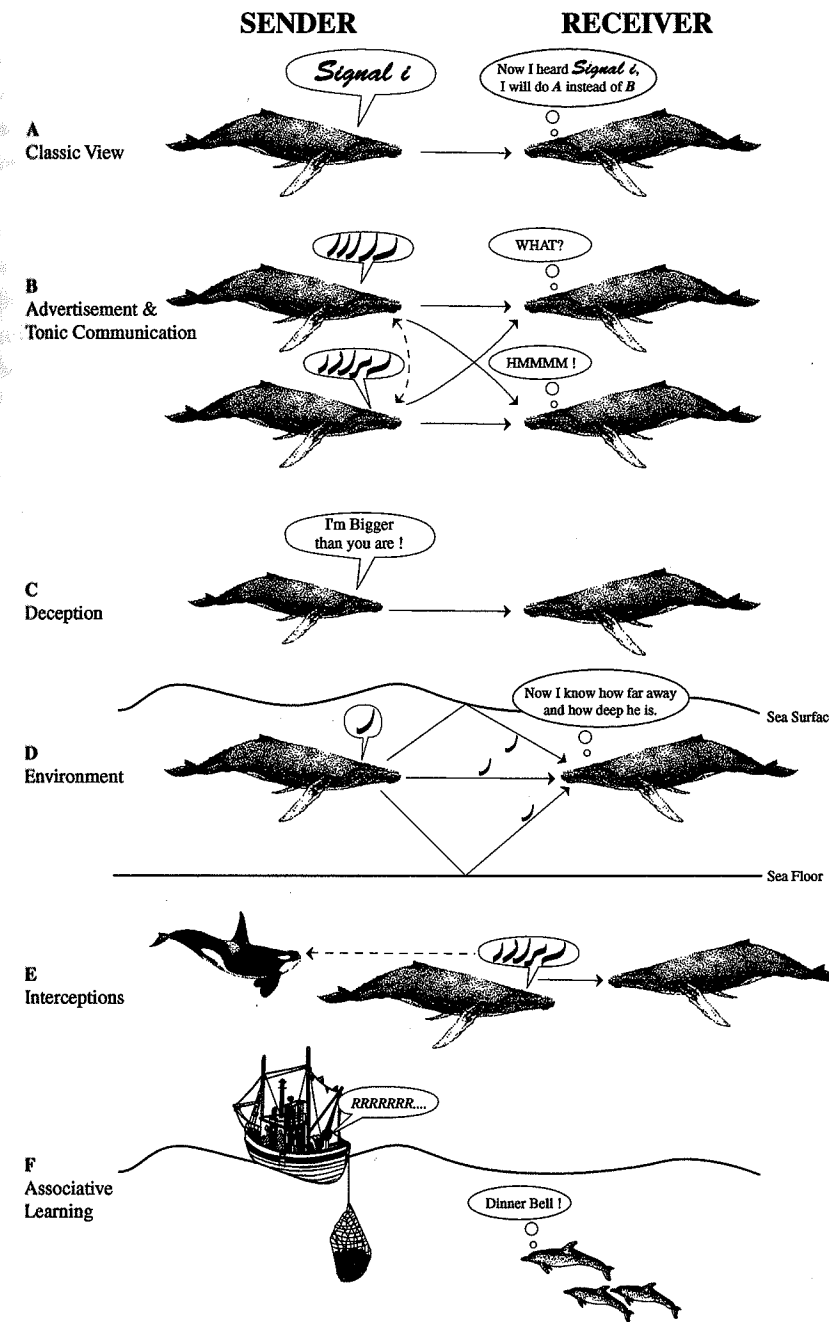 SENDER RECEIVER
Signal i
Now I heard Signal i,
I will do A instead of B
A
Classic View
WHAT?
B
Advertisement &
Tonic Communication
HMMMM !
I'm Bigger
than you are !
C
Deception
Now I know how far away
and how deep he is.
Sea Surfac
D
Environment
Sea Floor
E
Interceptions
RRRRRRR....
F
Associative
Learning
Dinner Bell !